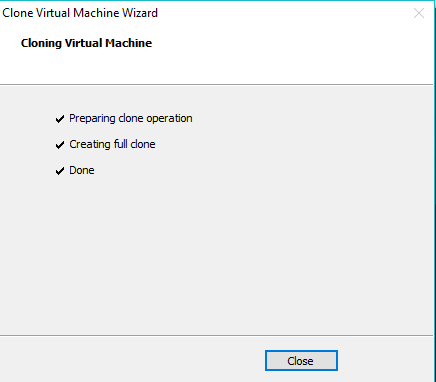 Clone Virtual Machine Wizard
Cloning Virtual Machine
Preparing clone operation
Creating full clone
Done
Close